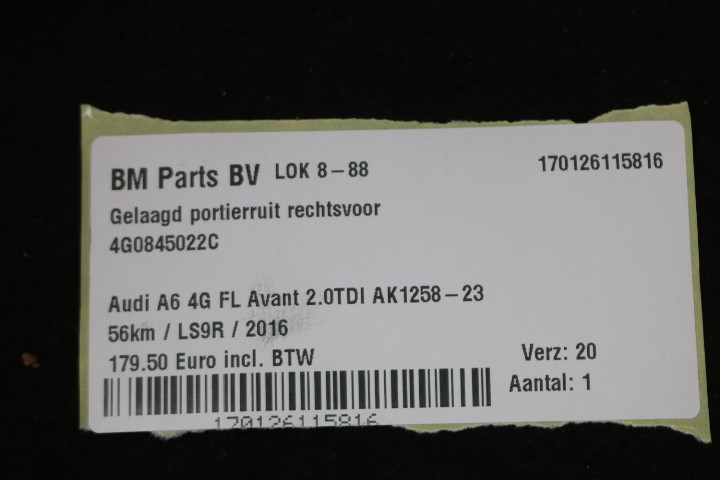 BM Parts BV LOK 8-88 170126115816
Gelaagd portierruit rechtsvoor
4G0845022C
Audi A6 4G FL Avant 2.0TDI AK1258-23
56km / LS9R / 2016
179.50 Euro incl. BTW Verz: 20
Aantal: 1
170126115816